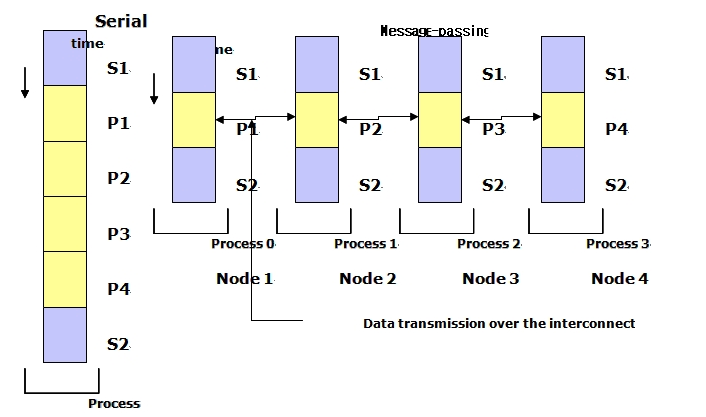 Serial
time
S1
P1
P2
P3
P4
S2
Process
Message-passing
me
S1
P1
S2
Process 0
Node 1
S1
P2
S2
Process 1
Node 2
S1
P3
S2
Process 2
Node 3
S1
P4
S2
Process 3
Node 4
Data transmission over the interconnect